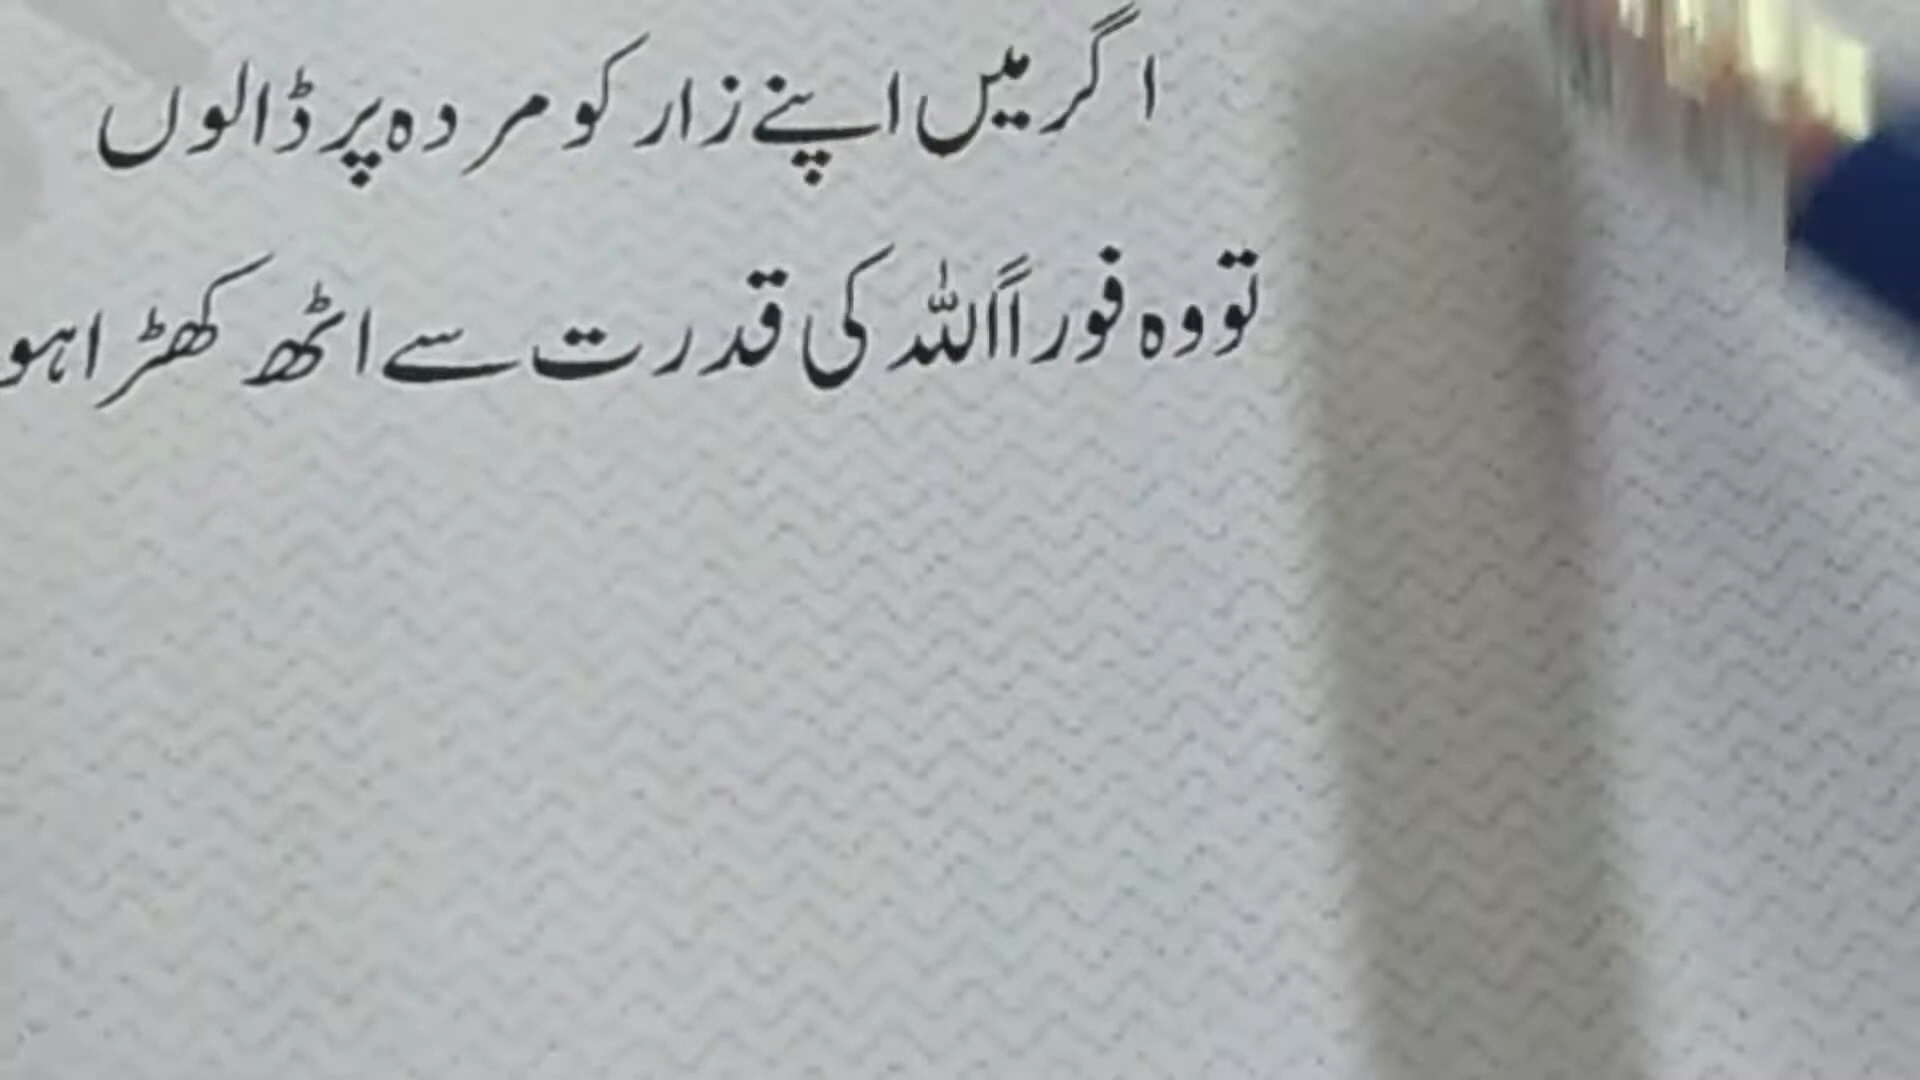 اگر میں اپنے زار کو مردہ پر ڈالوں
تو وہ فوراً اللہ کی قدرت سے اٹھ کھڑا ہو